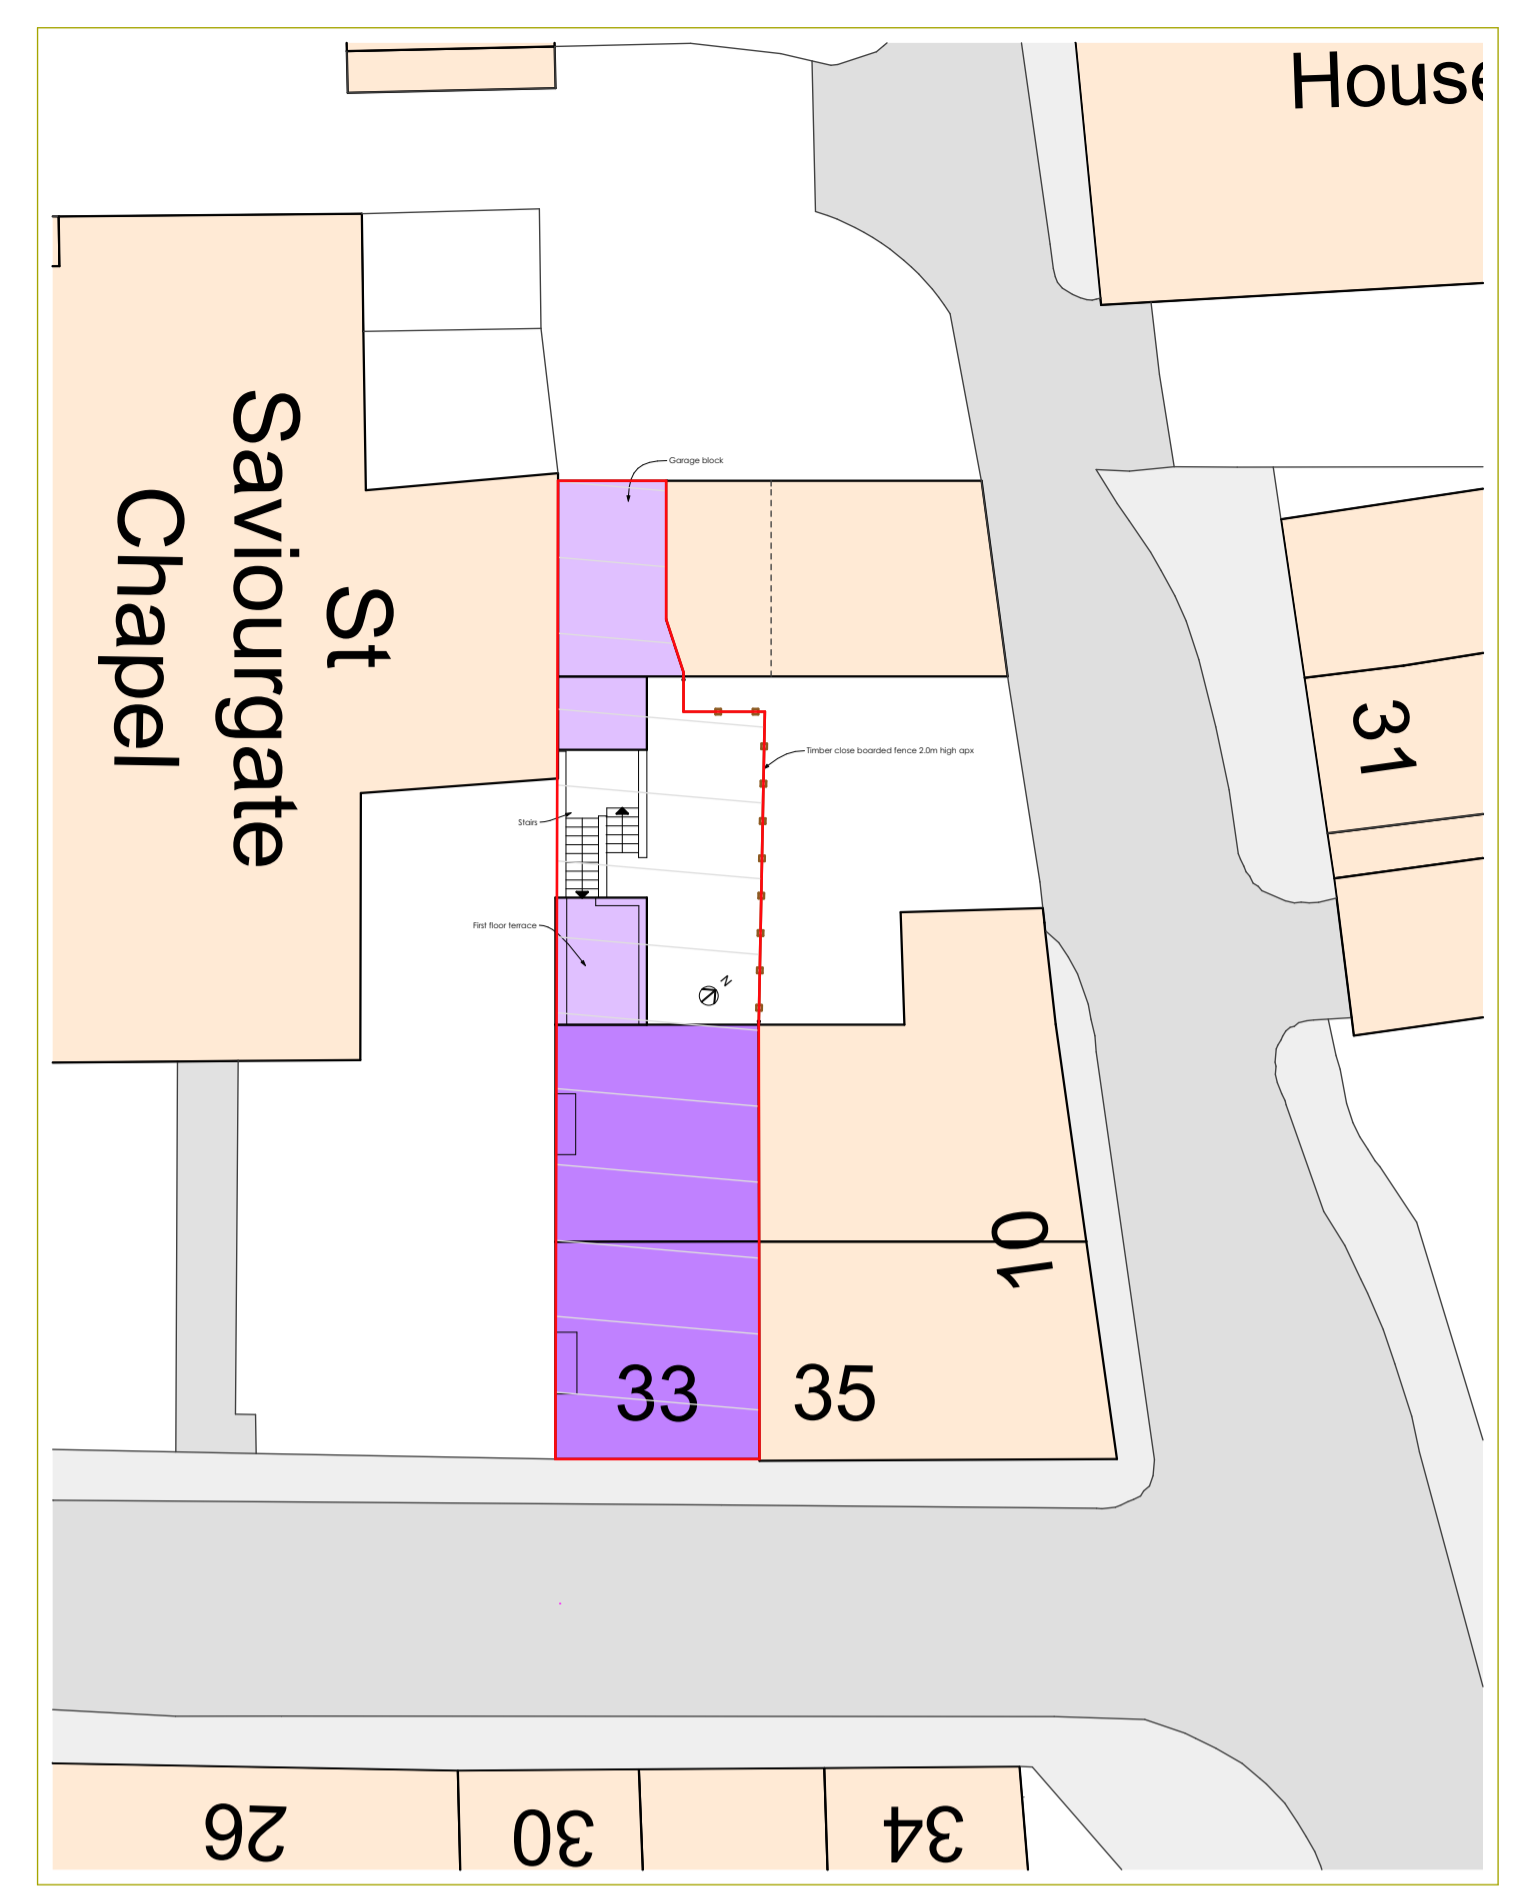 House
St
Saviourgate
Chapel
Garage block
31
Timber close boarded fence 2.0m high apx
Stairs
First floor terrace
N
10
33
35
26
30
34